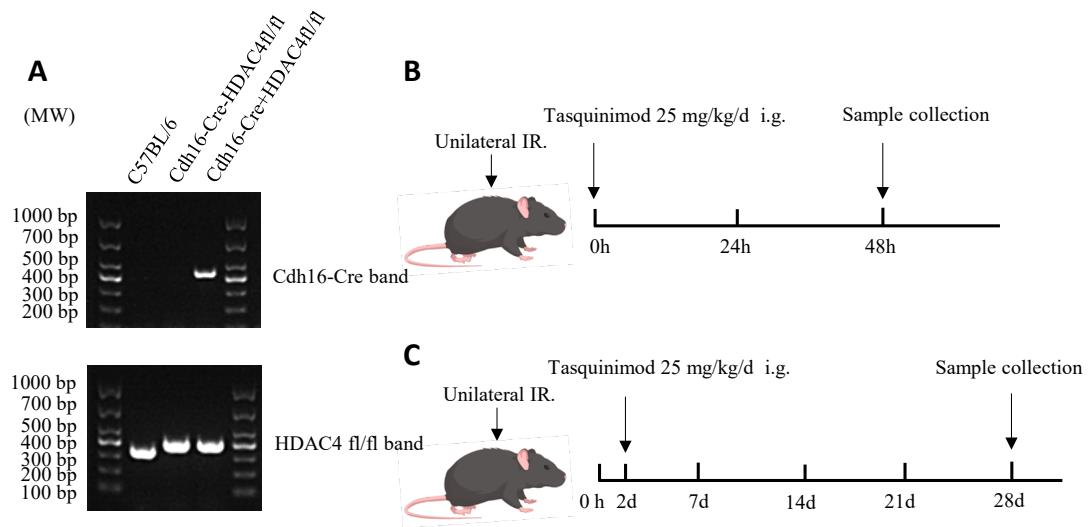 A
(MW)
C57BL/6
Cdh16-Cre-HDAC4fl/fl
Cdh16-Cre+HDAC4fl/fl
1000 bp
700 bp
500 bp
400 bp
300 bp
200 bp
Cdh16-Cre band
1000 bp
700 bp
500 bp
400 bp
300 bp
200 bp
100 bp
HDAC4 fl/fl band
B
Unilateral IR.
Tasquinimod 25 mg/kg/d i.g.
Sample collection
0h 24h 48h
C
Unilateral IR.
Tasquinimod 25 mg/kg/d i.g.
Sample collection
0 h 2d 7d 14d 21d 28d